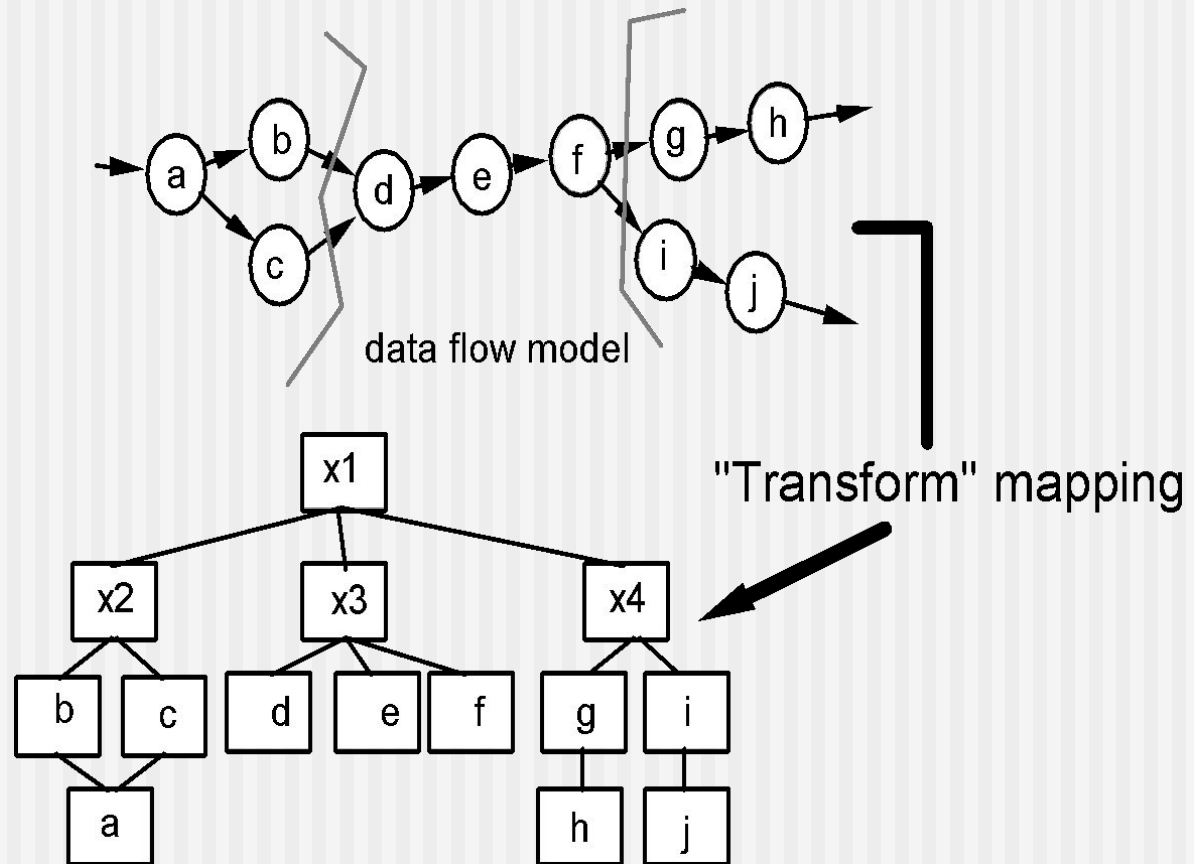 a
b
c
d
e
f
g
h
i
j
data flow model
"Transform" mapping
x1
x2 x3 x4
b c d e f g i
a h j